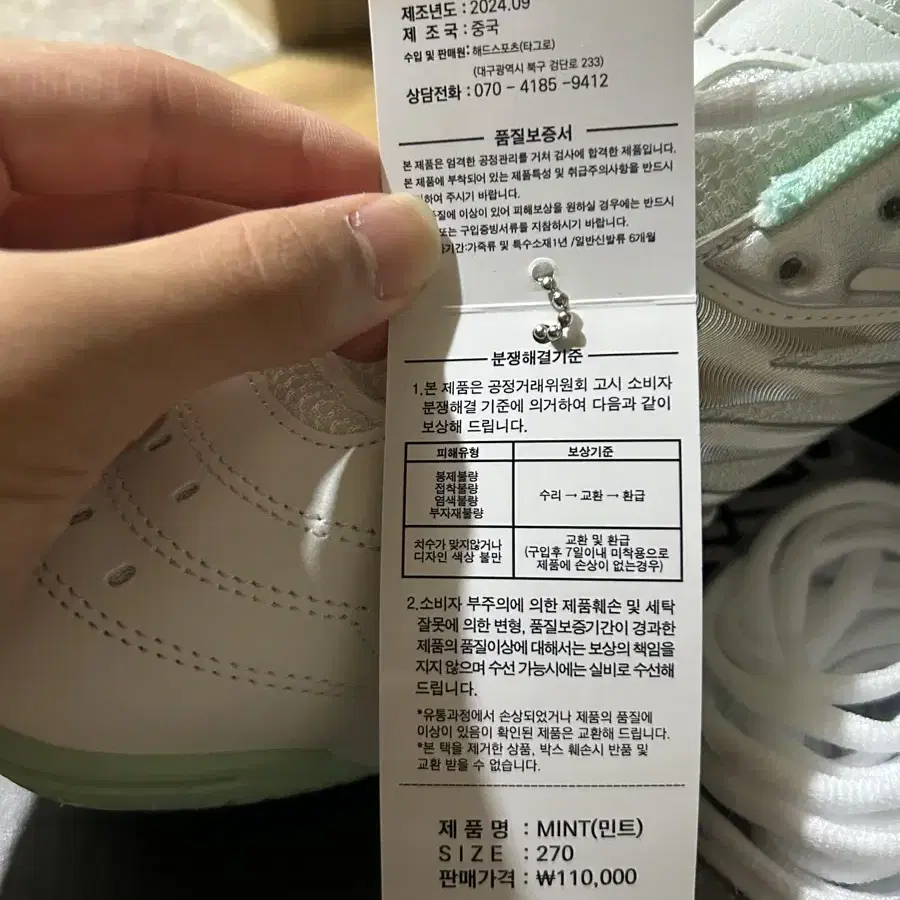 제조년도 : 2024.09
제 조 국 : 중국
수입 및 판매원: 해드스포츠(타그로)
(대구광역시 북구 검단로 233)
상담전화 : 070 - 4185 -9412
품질보증서
본 제품은 엄격한 공정관리를 거쳐 검사에 합격한 제품입니다.
본 제품에 부착되어 있는 제품특성 및 취급주의사항을 반드시
하여 주시기 바랍니다.
질에 이상이 있어 피해보상을 원하실 경우에는 반드시
또는 구입증빙서류를 지참하시기 바랍니다.
기간:가죽류 및 특수소재1년 /일반신발류 6개월
분쟁해결기준
1.본 제품은 공정거래위원회 고시 소비자
분쟁해결 기준에 의거하여 다음과 같이
보상해 드립니다.
피해유형 보상기준
봉제불량
접착불량
염색불량
부자재불량
수리 → 교환 → 환급
치수가 맞지않거나
디자인 색상 불만
교환 및 환급
(구입후 7일이내 미착용으로
제품에 손상이 없는경우)
2.소비자 부주의에 의한 제품훼손 및 세탁
잘못에 의한 변형, 품질보증기간이 경과한
제품의 품질이상에 대해서는 보상의 책임을
지지 않으며 수선 가능시에는 실비로 수선해
드립니다.
*유통과정에서 손상되었거나 제품의 품질에
이상이 있음이 확인된 제품은 교환해 드립니다.
*본 택을 제거한 상품, 박스 훼손시 반품 및
교환 받을 수 없습니다.
제 품 명 : MINT(민트)
SIZE : 270
판매가격 : ₩110,000